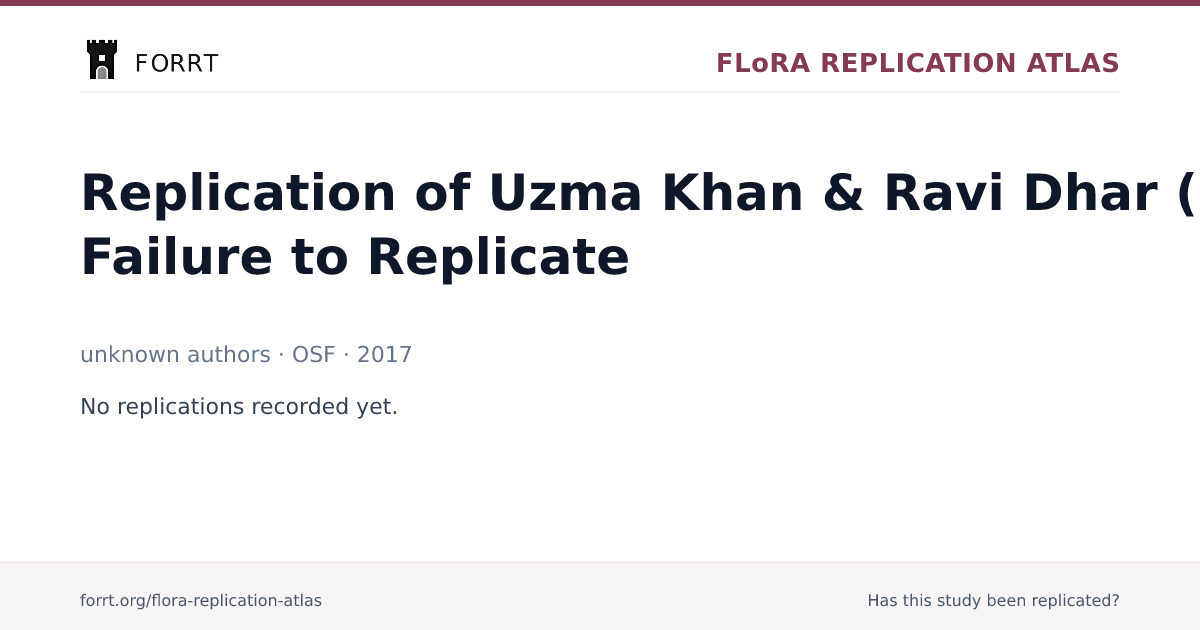 FORRT
FLoRA REPLICATION ATLAS
Replication of Uzma Khan & Ravi Dhar (
Failure to Replicate
unknown authors · OSF · 2017
No replications recorded yet.
forrt.org/flora-replication-atlas
Has this study been replicated?